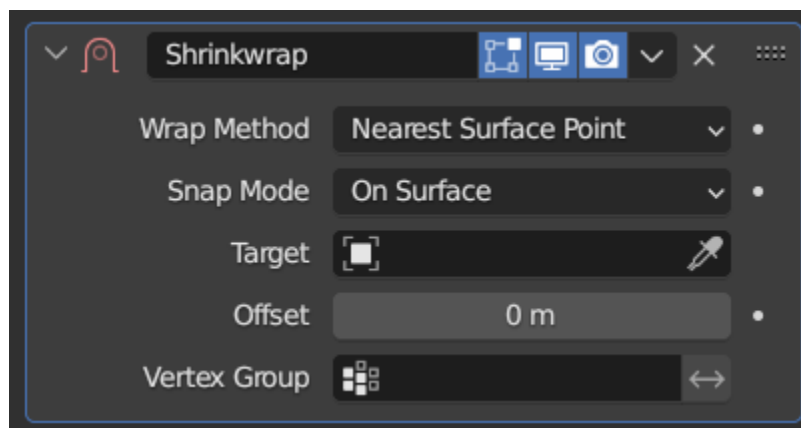 Shrinkwrap
Wrap Method Nearest Surface Point
Snap Mode On Surface
Target
Offset 0 m
Vertex Group